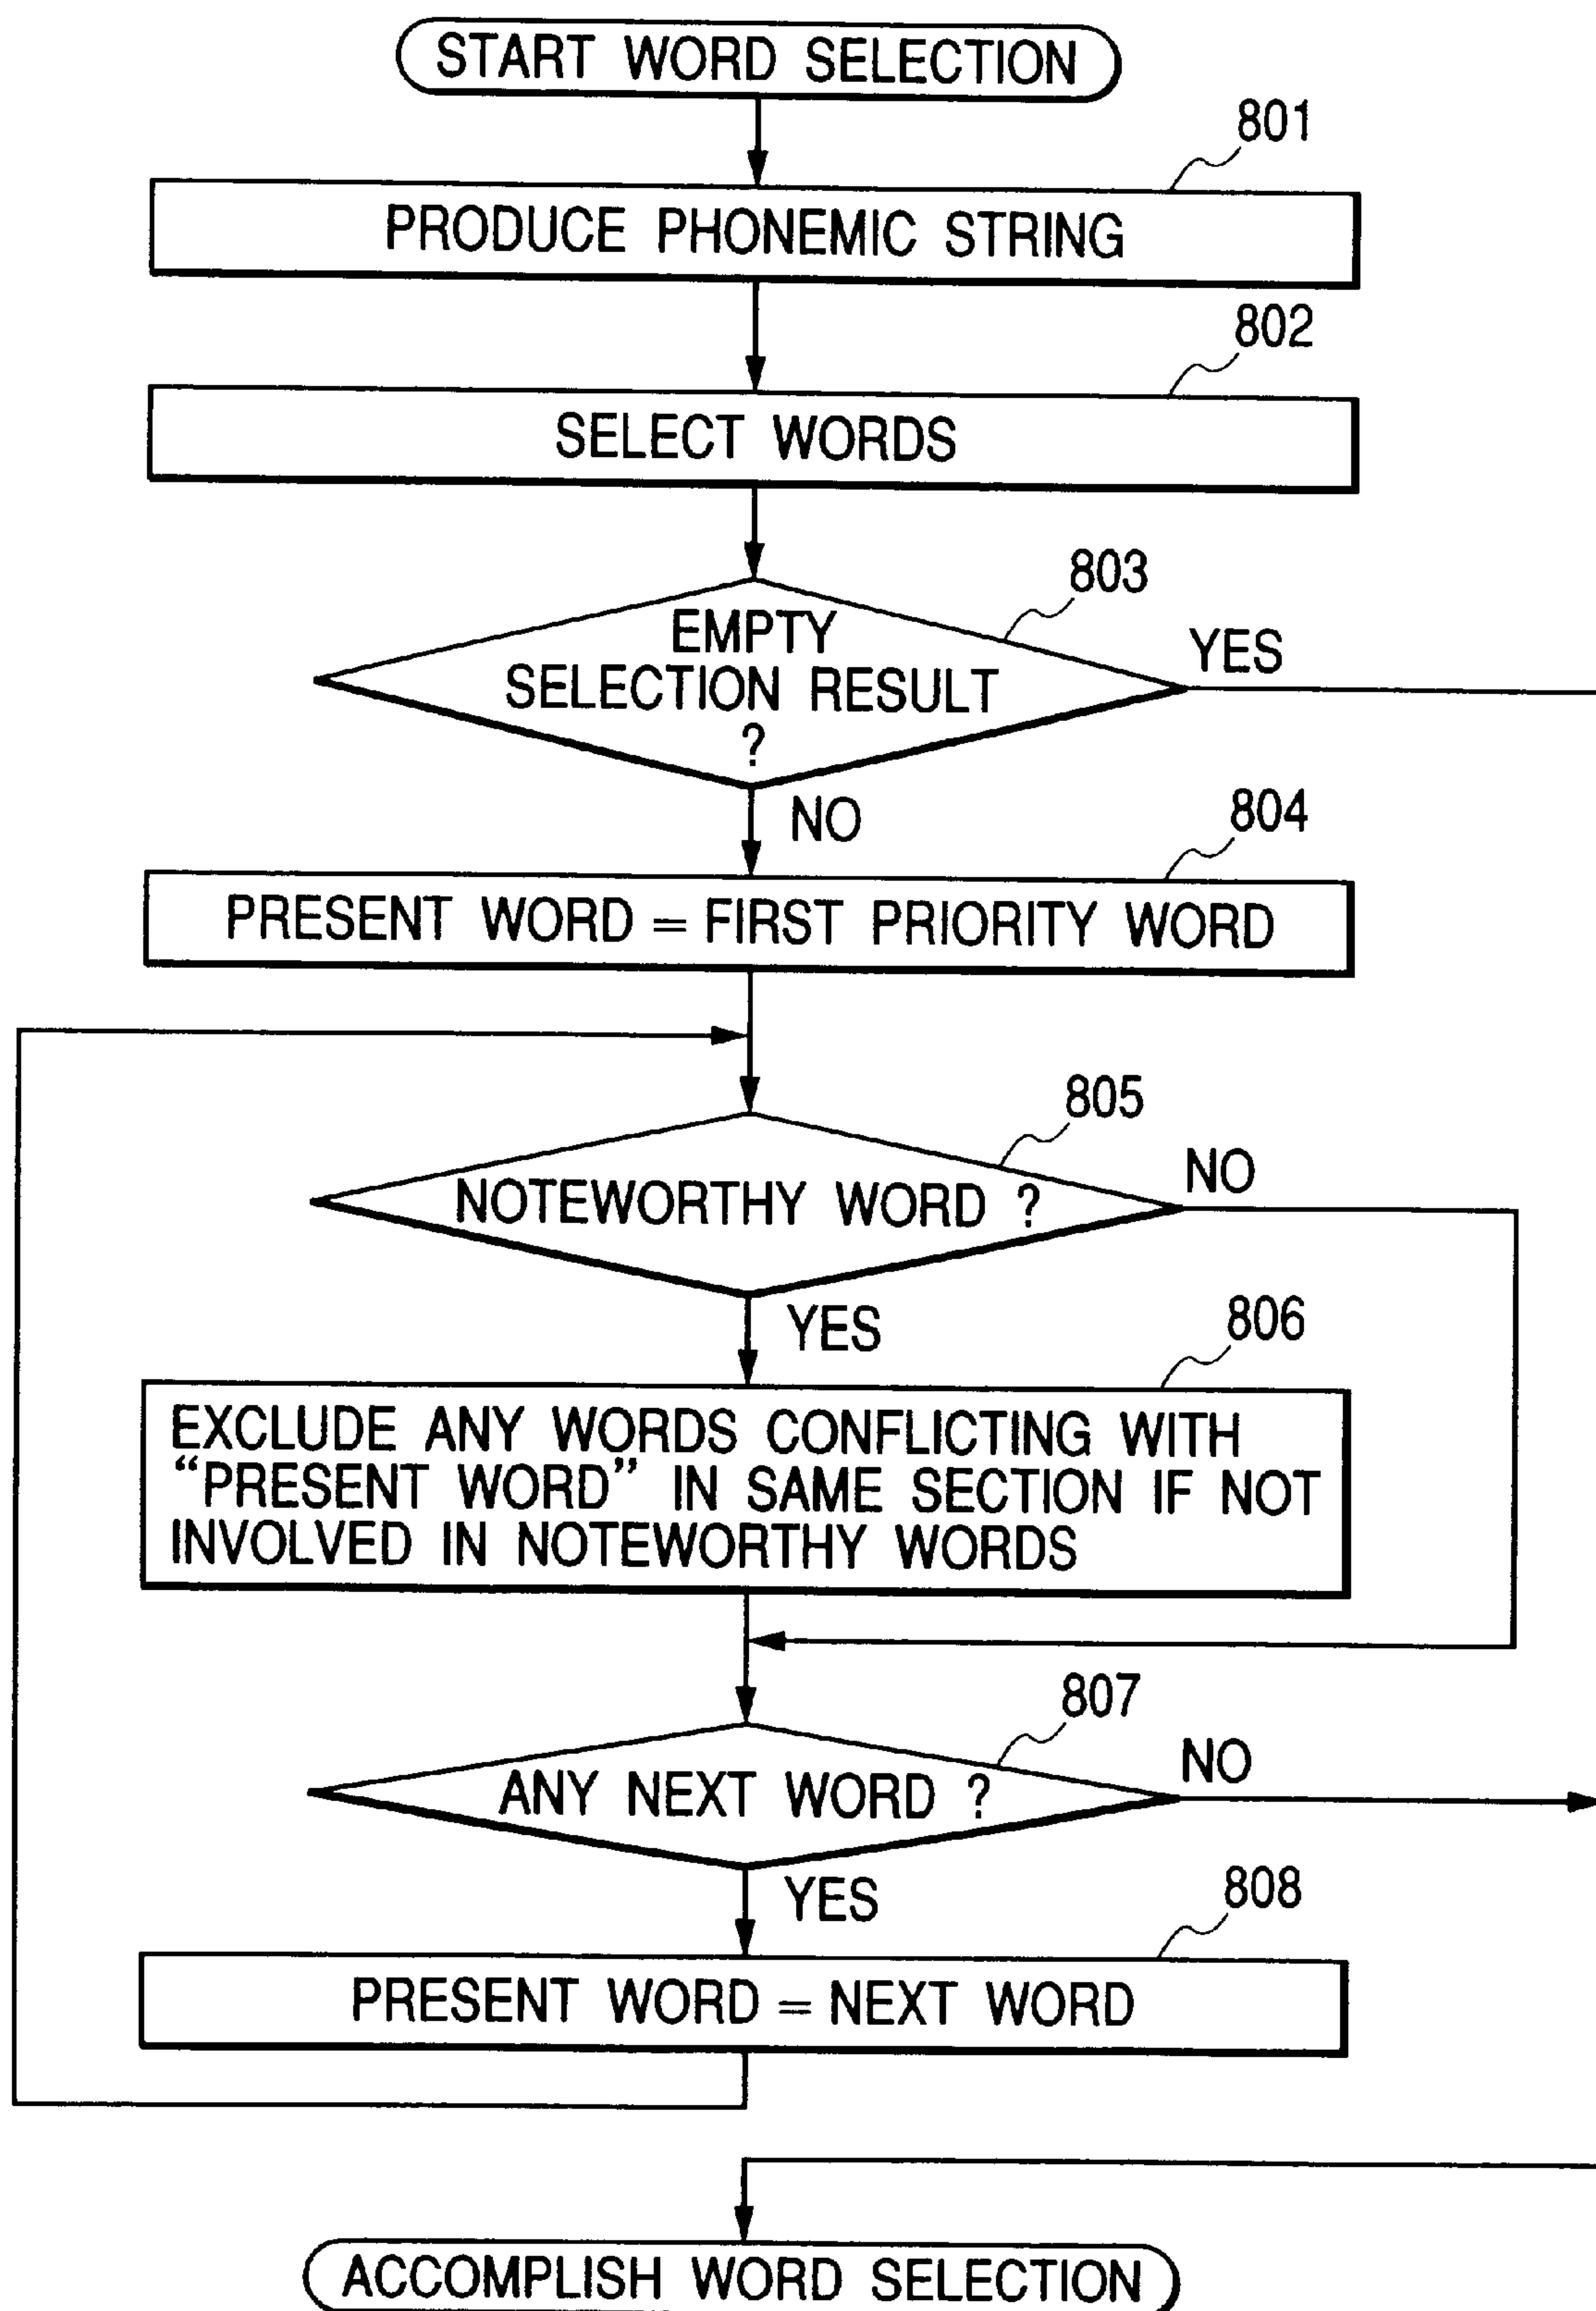 START WORD SELECTION
801
PRODUCE PHONEMIC STRING
802
SELECT WORDS
803
EMPTY
SELECTION RESULT
?
YES
NO
804
PRESENT WORD = FIRST PRIORITY WORD
805
NOTEWORTHY WORD ?
NO
YES
806
EXCLUDE ANY WORDS CONFLICTING WITH
“PRESENT WORD” IN SAME SECTION IF NOT
INVOLVED IN NOTEWORTHY WORDS
807
ANY NEXT WORD ?
NO
YES
808
PRESENT WORD = NEXT WORD
ACCOMPLISH WORD SELECTION